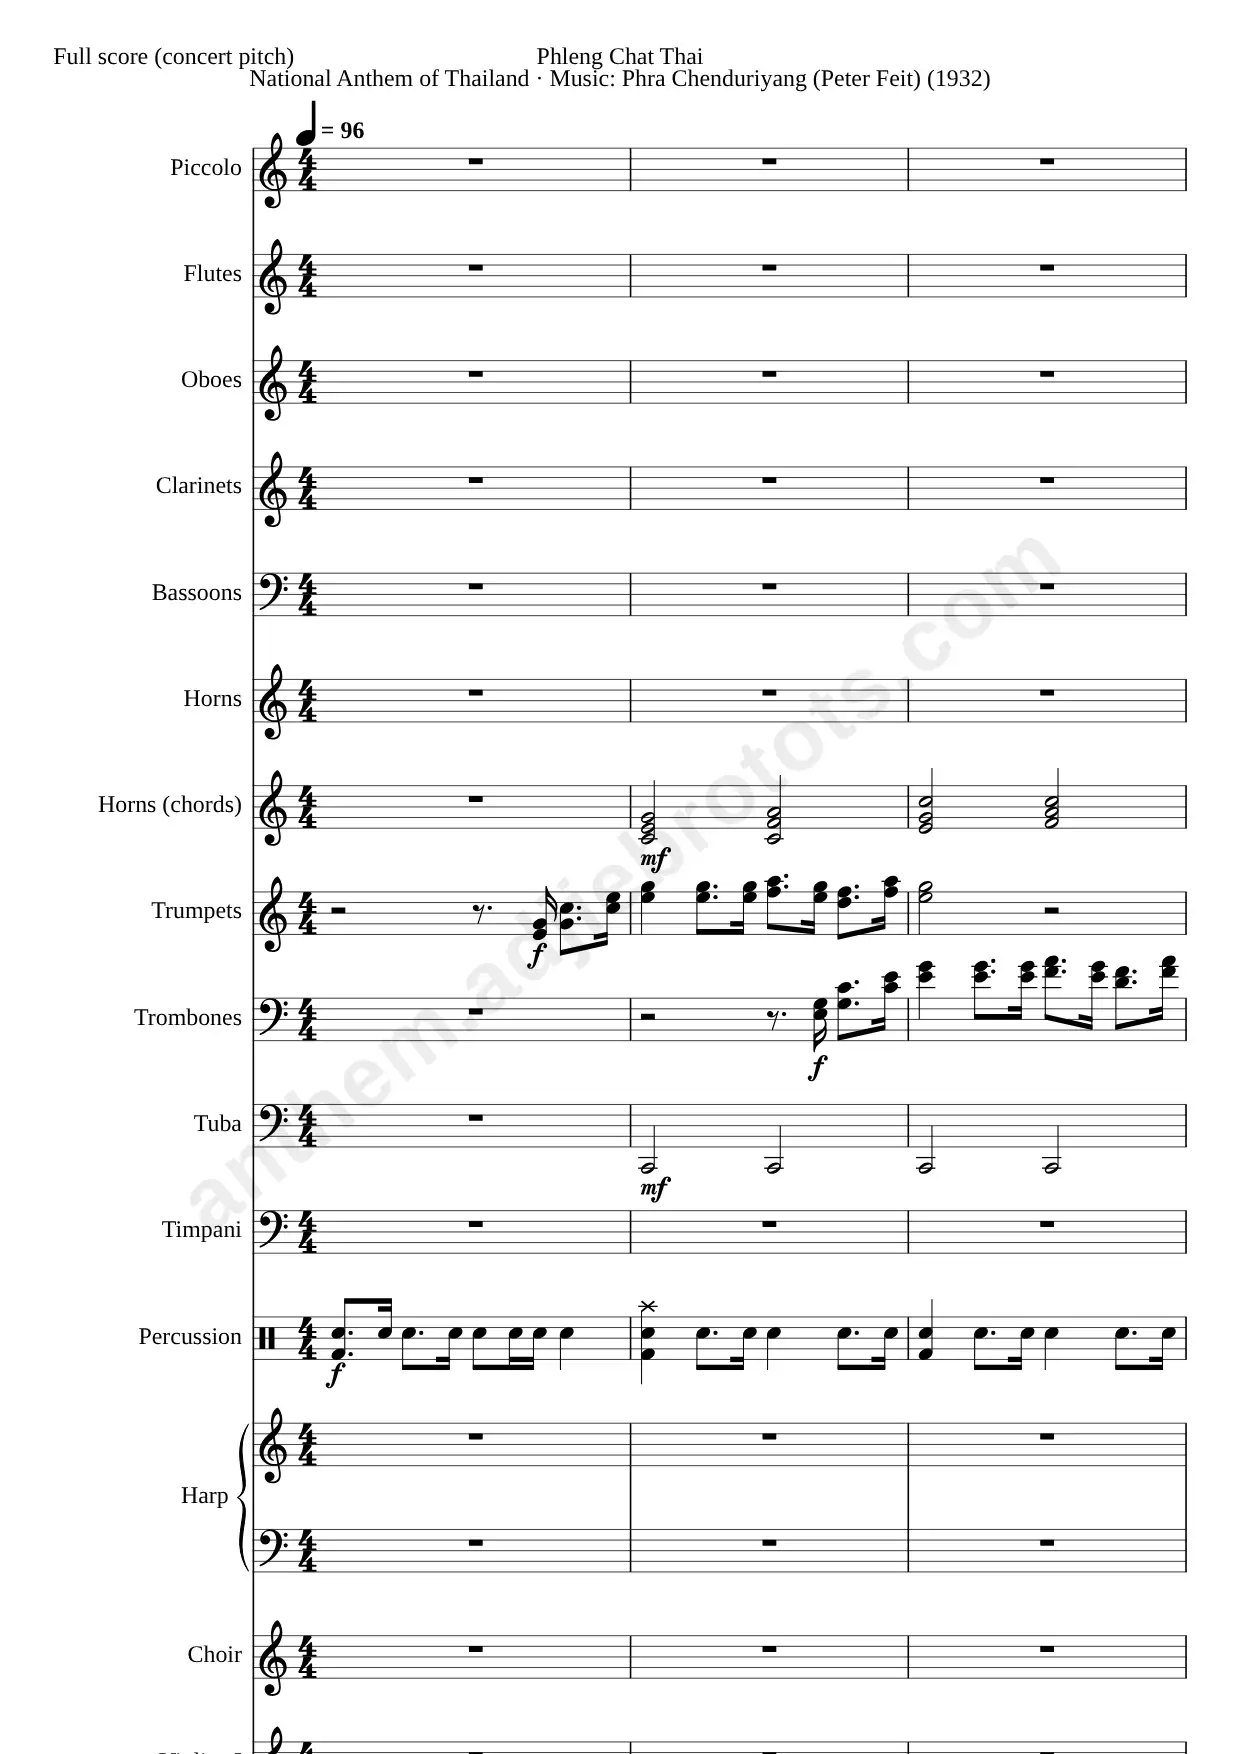 Full score (concert pitch)
Phleng Chat Thai
National Anthem of Thailand · Music: Phra Chenduriyang (Peter Feit) (1932)
= 96
Piccolo
Flutes
Oboes
Clarinets
Bassoons
Horns
Horns (chords)
mf
Trumpets
f
Trombones
f
Tuba
mf
Timpani
Percussion
f
Harp
Choir
anthem.adjiebrotots.com